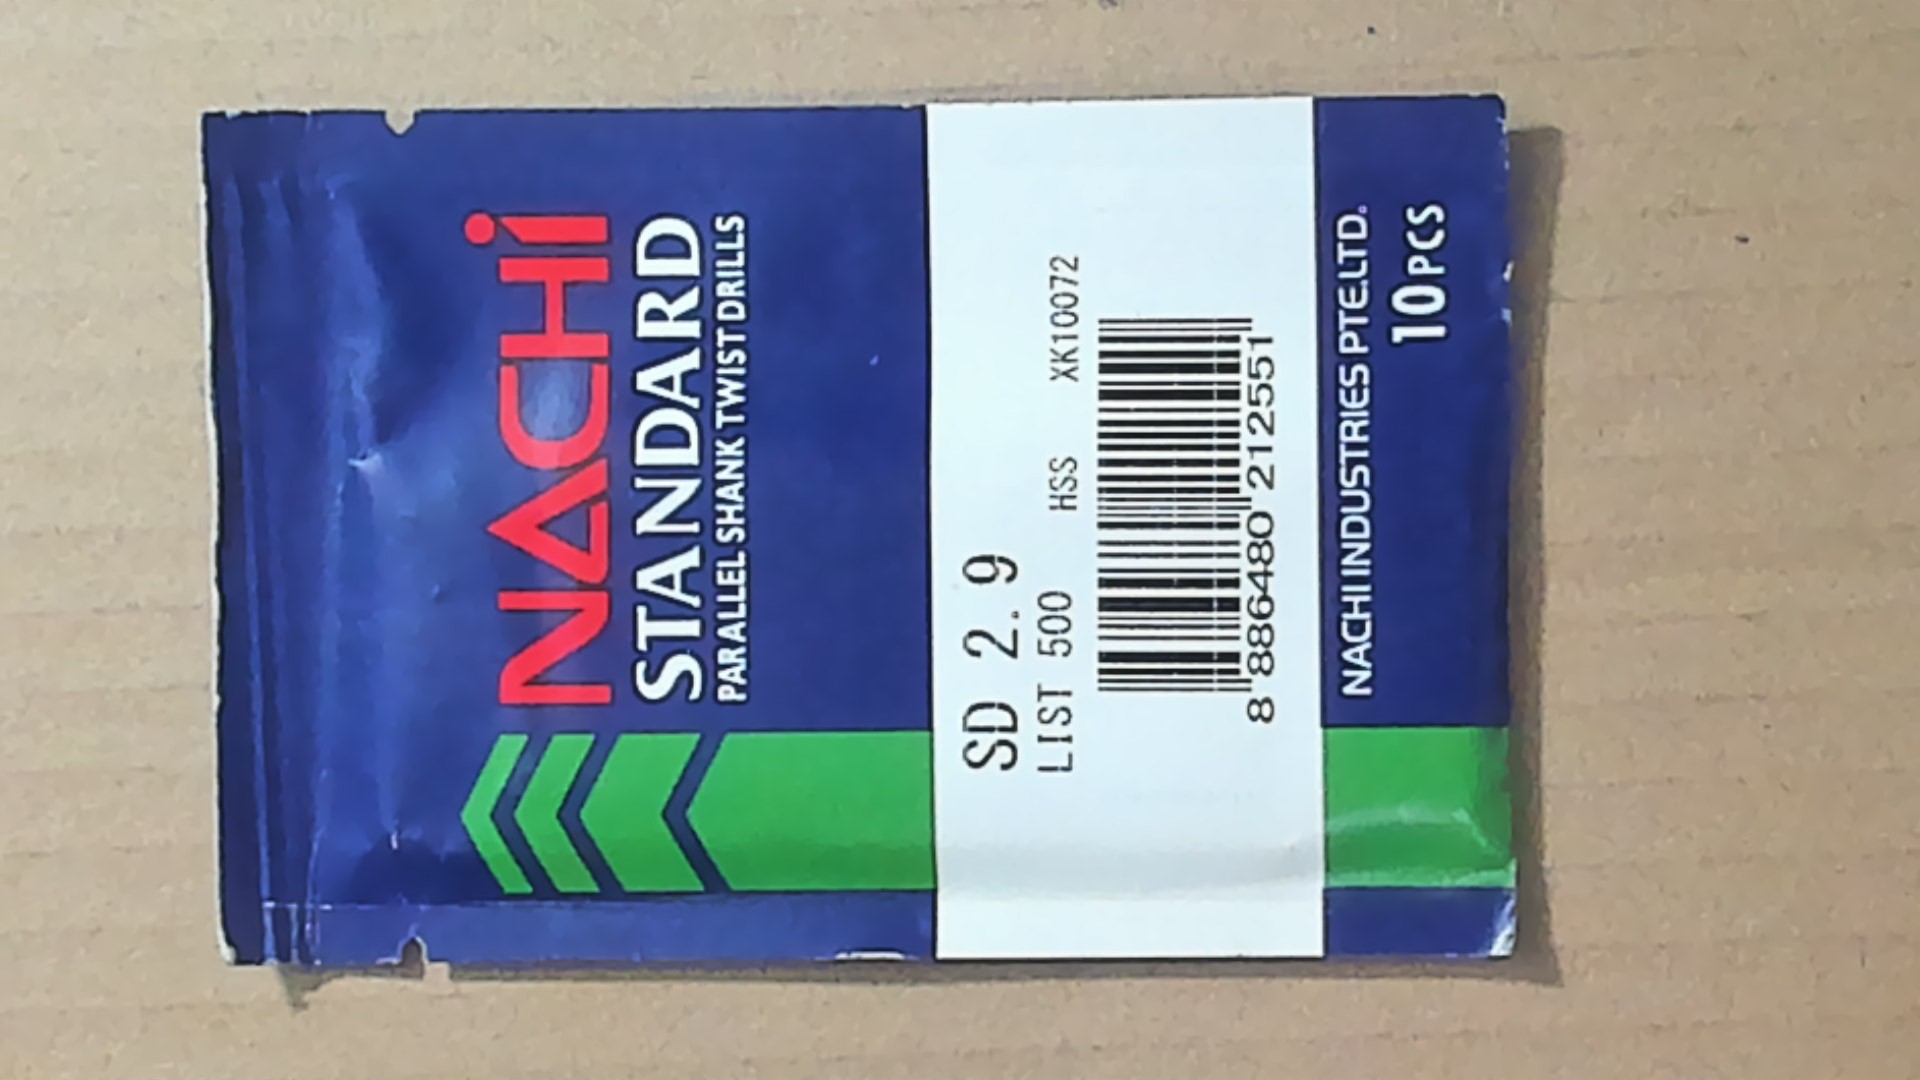 NACHi
STANDARD
PARALLEL SHANK TWIST DRILLS
SD 2.9
LIST 500 HSS XK10072
8 886480 212551
NACHI INDUSTRIES PTE.LTD.
10PCS